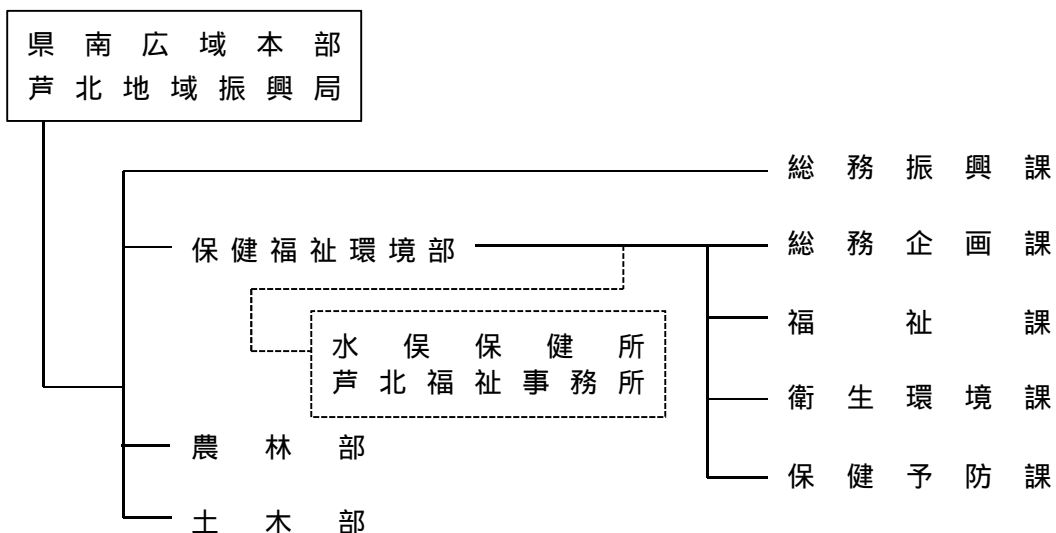 県南広域本部
芦北地域振興局
総務振興課
保健福祉環境部
総務企画課
福祉課
水俣保健所
芦北福祉事務所
衛生環境課
農林部
保健予防課
土木部